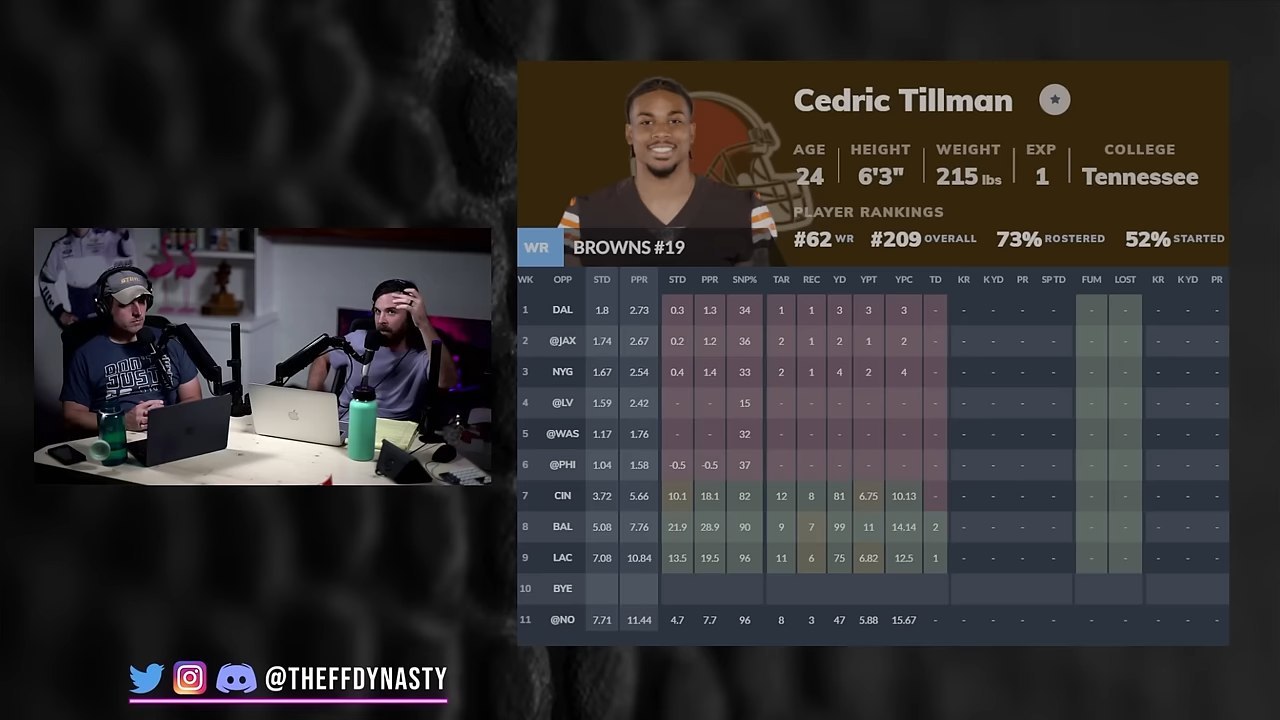 Cedric Tillman
AGE HEIGHT WEIGHT EXP COLLEGE
24 6'3" 215 lbs 1 Tennessee
PLAYER RANKINGS
#62 WR #209 OVERALL 73% ROSTERED 52% STARTED
WR BROWNS #19
WK OPP STD PPR STD PPR SNP% TAR REC YD YPT YPC TD KR KYD PR SPTD FUM LOST KR KYD PR
1 DAL 1.8 2.73 0.3 1.3 34 1 1 3 3 3 - - - - - - - - - -
2 @JAX 1.74 2.67 0.2 1.2 36 2 1 2 1 2 - - - - - - - - - -
3 NYG 1.67 2.54 0.4 1.4 33 2 1 4 2 4 - - - - - - - - - -
4 @LV 1.59 2.42 - - 15 - - - - - - - - - - - - - - -
5 @WAS 1.17 1.76 - - 32 - - - - - - - - - - - - - - -
6 @PHI 1.04 1.58 -0.5 -0.5 37 - - - - - - - - - - - - - - -
7 CIN 3.72 5.66 10.1 18.1 82 12 8 81 6.75 10.13 - - - - - - - - - -
8 BAL 5.08 7.76 21.9 28.9 90 9 7 99 11 14.14 2 - - - - - - - - -
9 LAC 7.08 10.84 13.5 19.5 96 11 6 75 6.82 12.5 1 - - - - - - - - -
10 BYE
11 @NO 7.71 11.44 4.7 7.7 96 8 3 47 5.88 15.67 - - - - - - - - - -
@THEFFDYNASTY